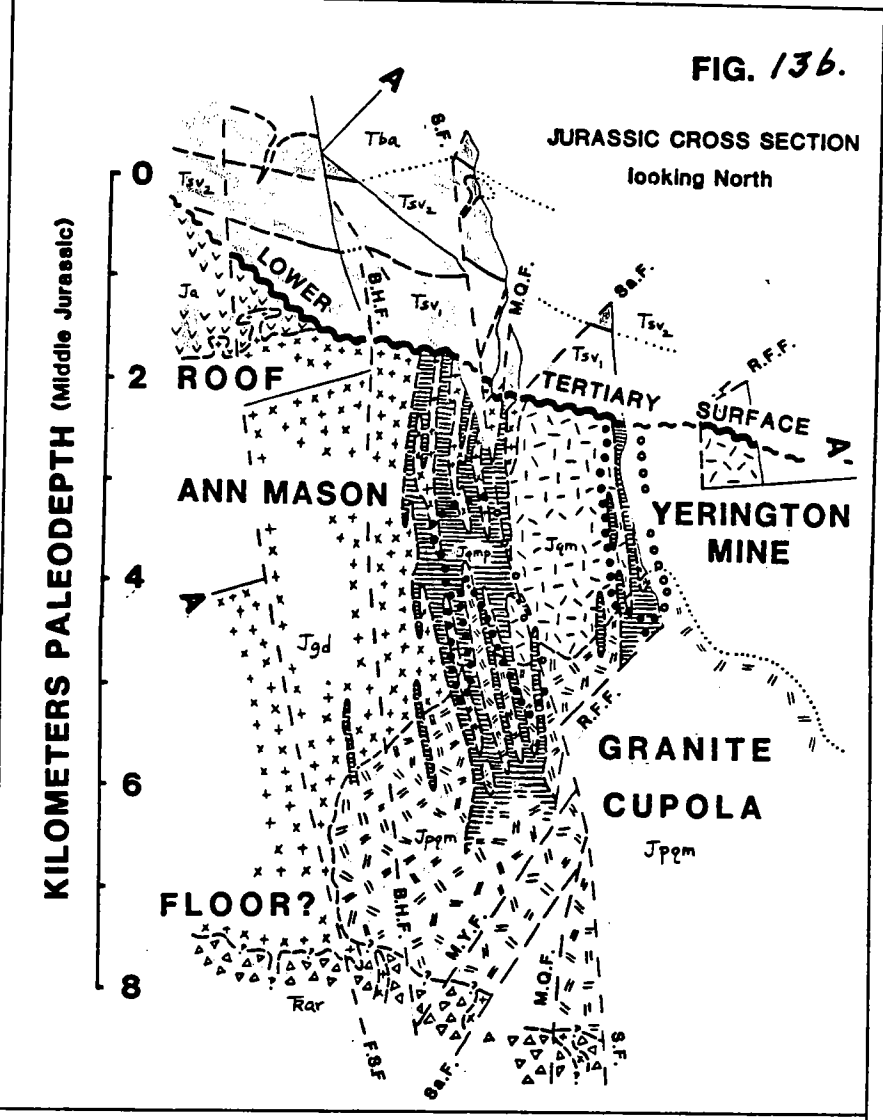 FIG. 13b.
JURASSIC CROSS SECTION
looking North
A
S.F.
Tba
0
Tsv2
Tsv2
LOWER
B.H.F.
Tsv1
M.Q.F.
Sa.F.
Tsv2
Tsv1
Ja
R.F.F.
ROOF
2
TERTIARY
SURFACE
A'
ANN MASON
YERINGTON
MINE
Jqmp
Jqm
4
A
Jgd
R.F.F.
GRANITE
CUPOLA
6
Jpqm
Jpqm
B.H.F.
FLOOR?
M.Y.F.
M.Q.F.
8
Ƭkar
F.S.F
Sa.F.
S.F.
KILOMETERS PALEODEPTH (Middle Jurassic)